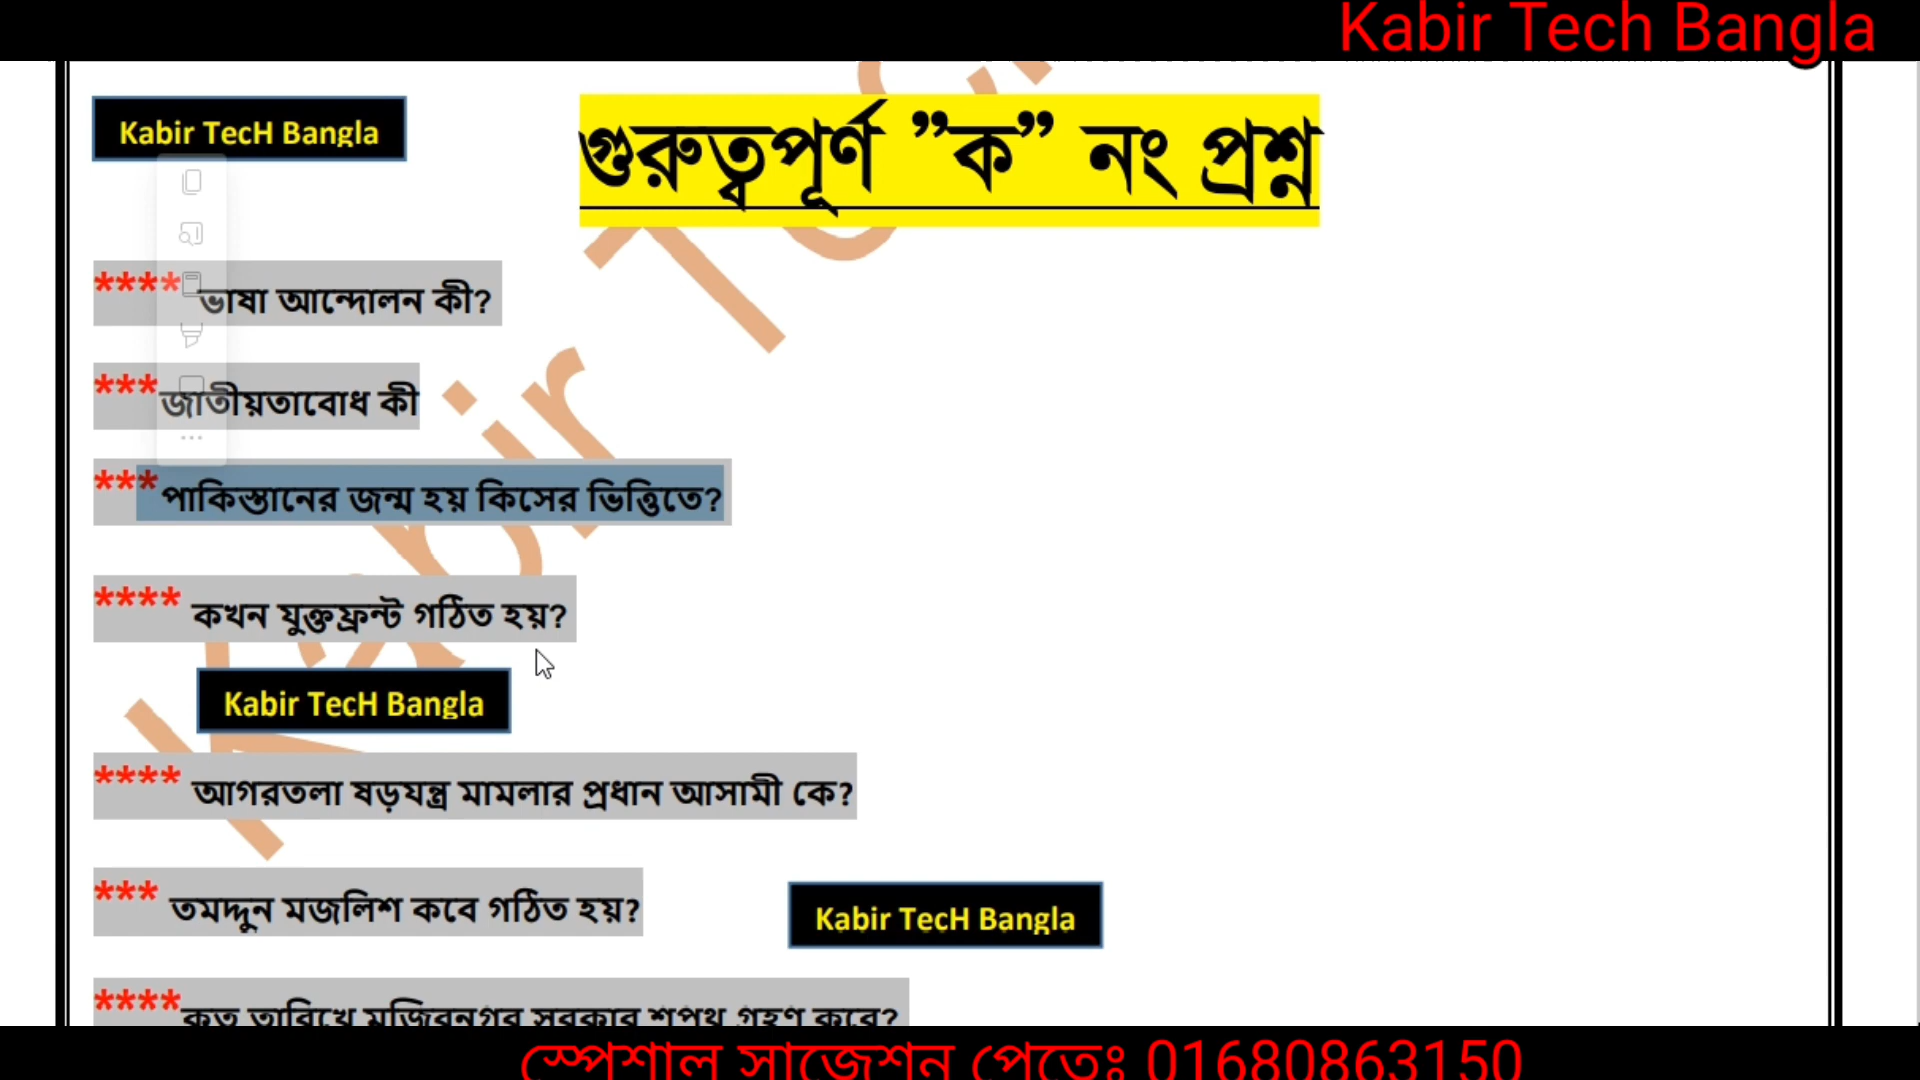 Kabir Tech Bangla
Kabir TecH Bangla
গুরুত্বপূর্ণ ”ক” নং প্রশ্ন
**** ভাষা আন্দোলন কী?
***জাতীয়তাবোধ কী
***পাকিস্তানের জন্ম হয় কিসের ভিত্তিতে?
**** কখন যুক্তফ্রন্ট গঠিত হয়?
Kabir TecH Bangla
**** আগরতলা ষড়যন্ত্র মামলার প্রধান আসামী কে?
*** তমদ্দুন মজলিশ কবে গঠিত হয়?
Kabir TecH Bangla
****কত তারিখে মুজিবনগর সরকার শপথ গ্রহণ করে?
স্পেশাল সাজেশন পেতেঃ 01680863150